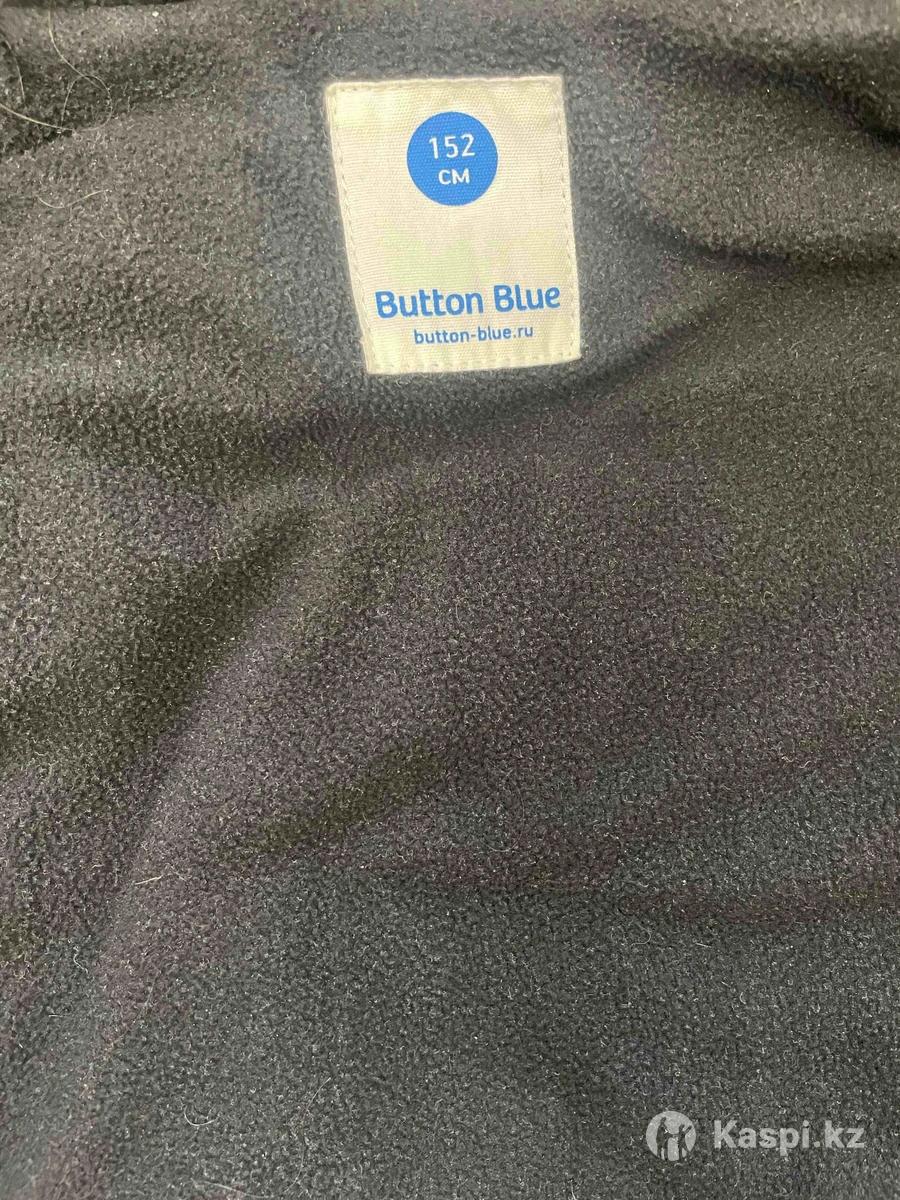 152
см
Button Blue
button-blue.ru
Kaspi.kz